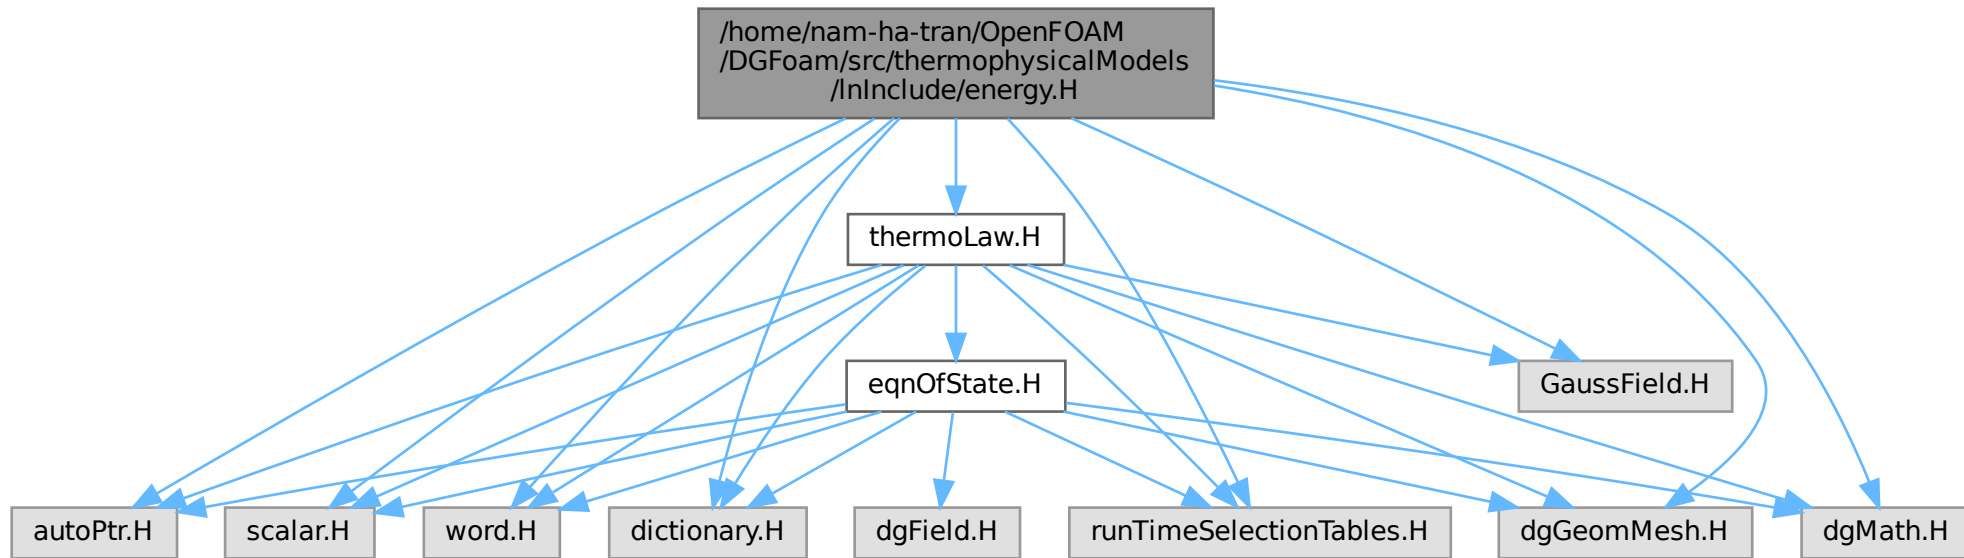 /home/nam-ha-tran/OpenFOAM
/DGFoam/src/thermophysicalModels
/lnInclude/energy.H
thermoLaw.H
eqnOfState.H
GaussField.H
autoPtr.H
scalar.H
word.H
dictionary.H
dgField.H
runTimeSelectionTables.H
dgGeomMesh.H
dgMath.H